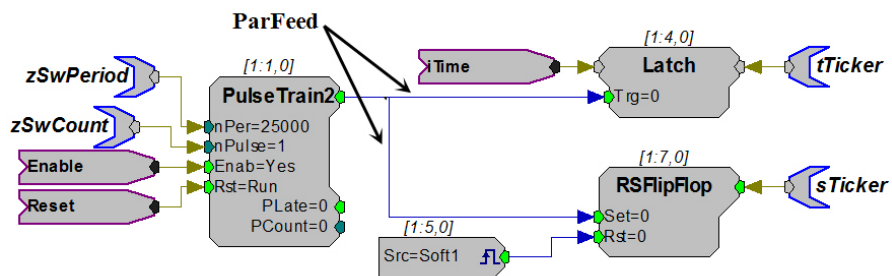 ParFeed
[1:4,0]
zSwPeriod
[1:1,0]
iTime
Latch
tTicker
PulseTrain2
Trg=0
zSwCount
nPer=25000
nPulse=1
[1:7,0]
Enable
Enab=Yes
RSFlipFlop
sTicker
Reset
Rst=Run
PLate=0
[1:5,0]
Set=0
PCount=0
Rst=0
Src=Soft1